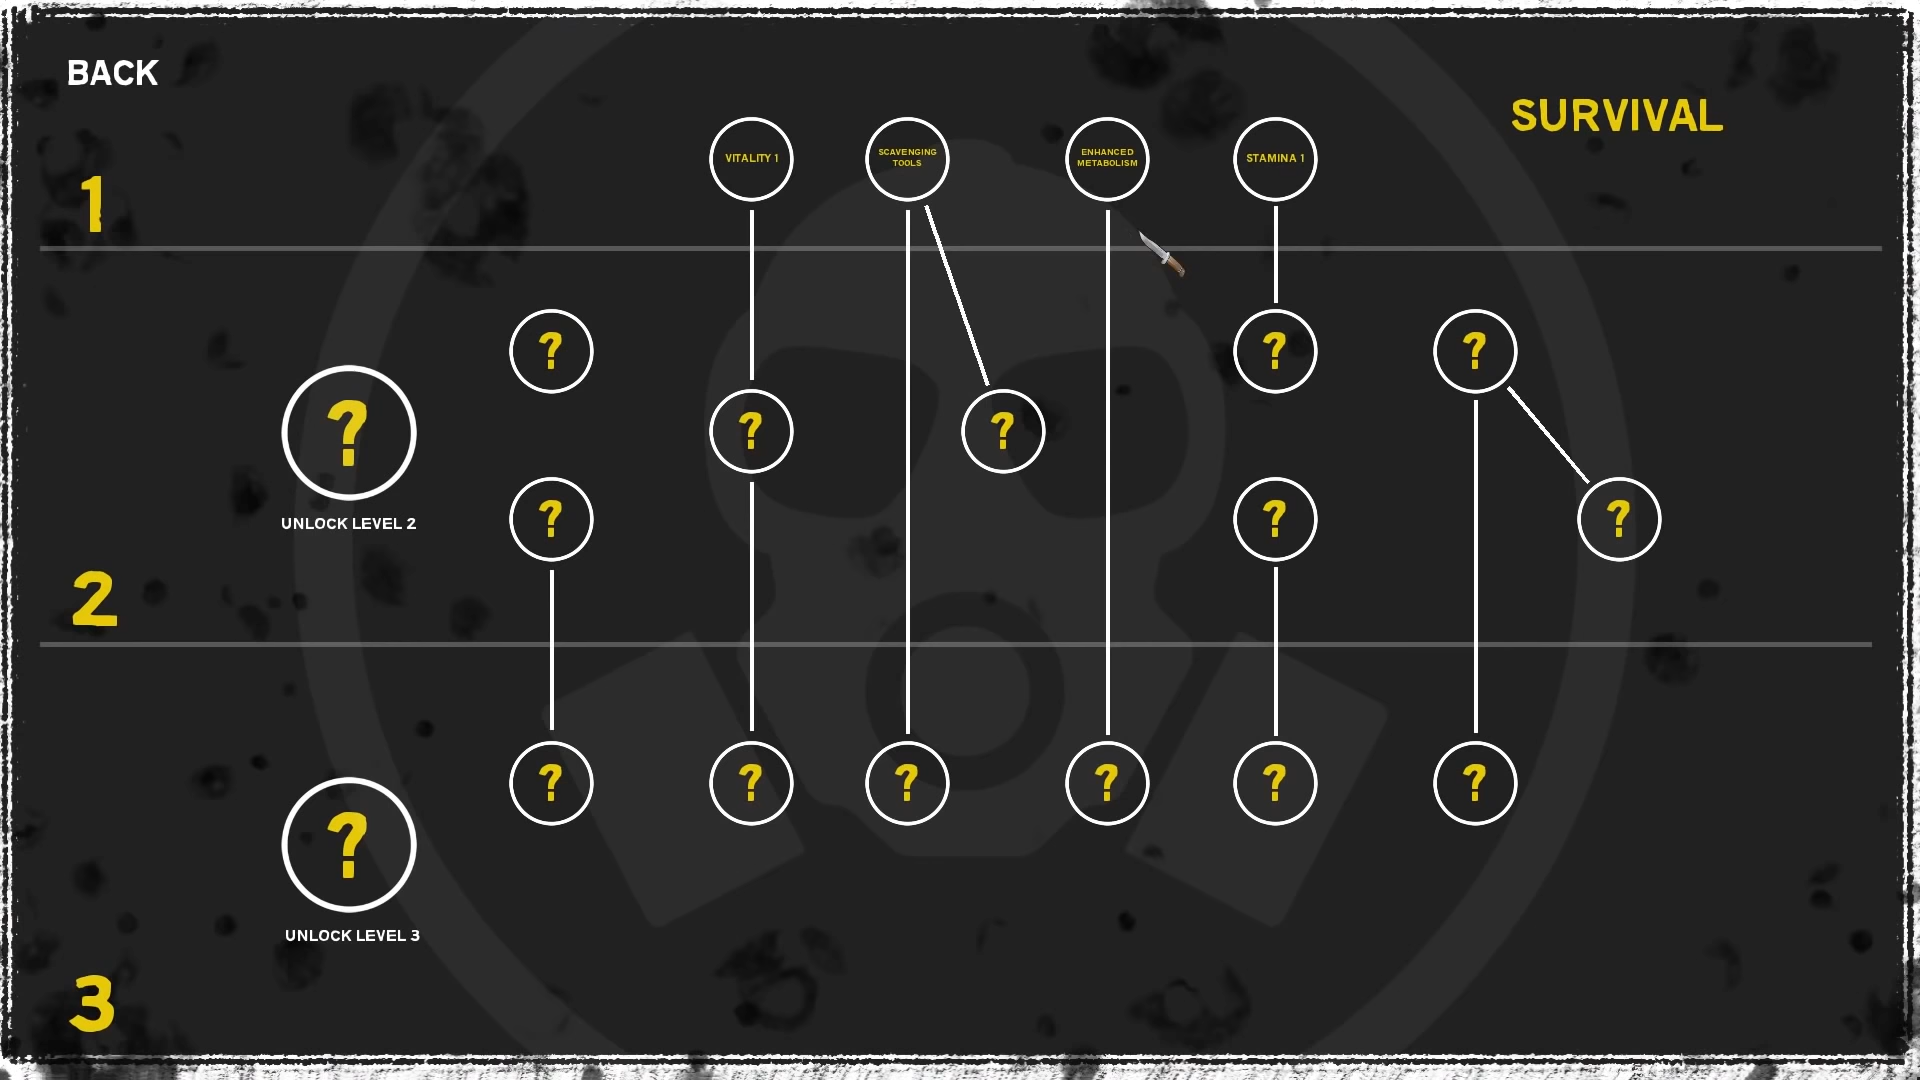 BACK
SURVIVAL
VITALITY 1
SCAVENGING
TOOLS
ENHANCED
METABOLISM
STAMINA 1
1
?
?
?
?
?
?
UNLOCK LEVEL 2
?
?
?
2
?
?
?
?
?
?
?
UNLOCK LEVEL 3
3